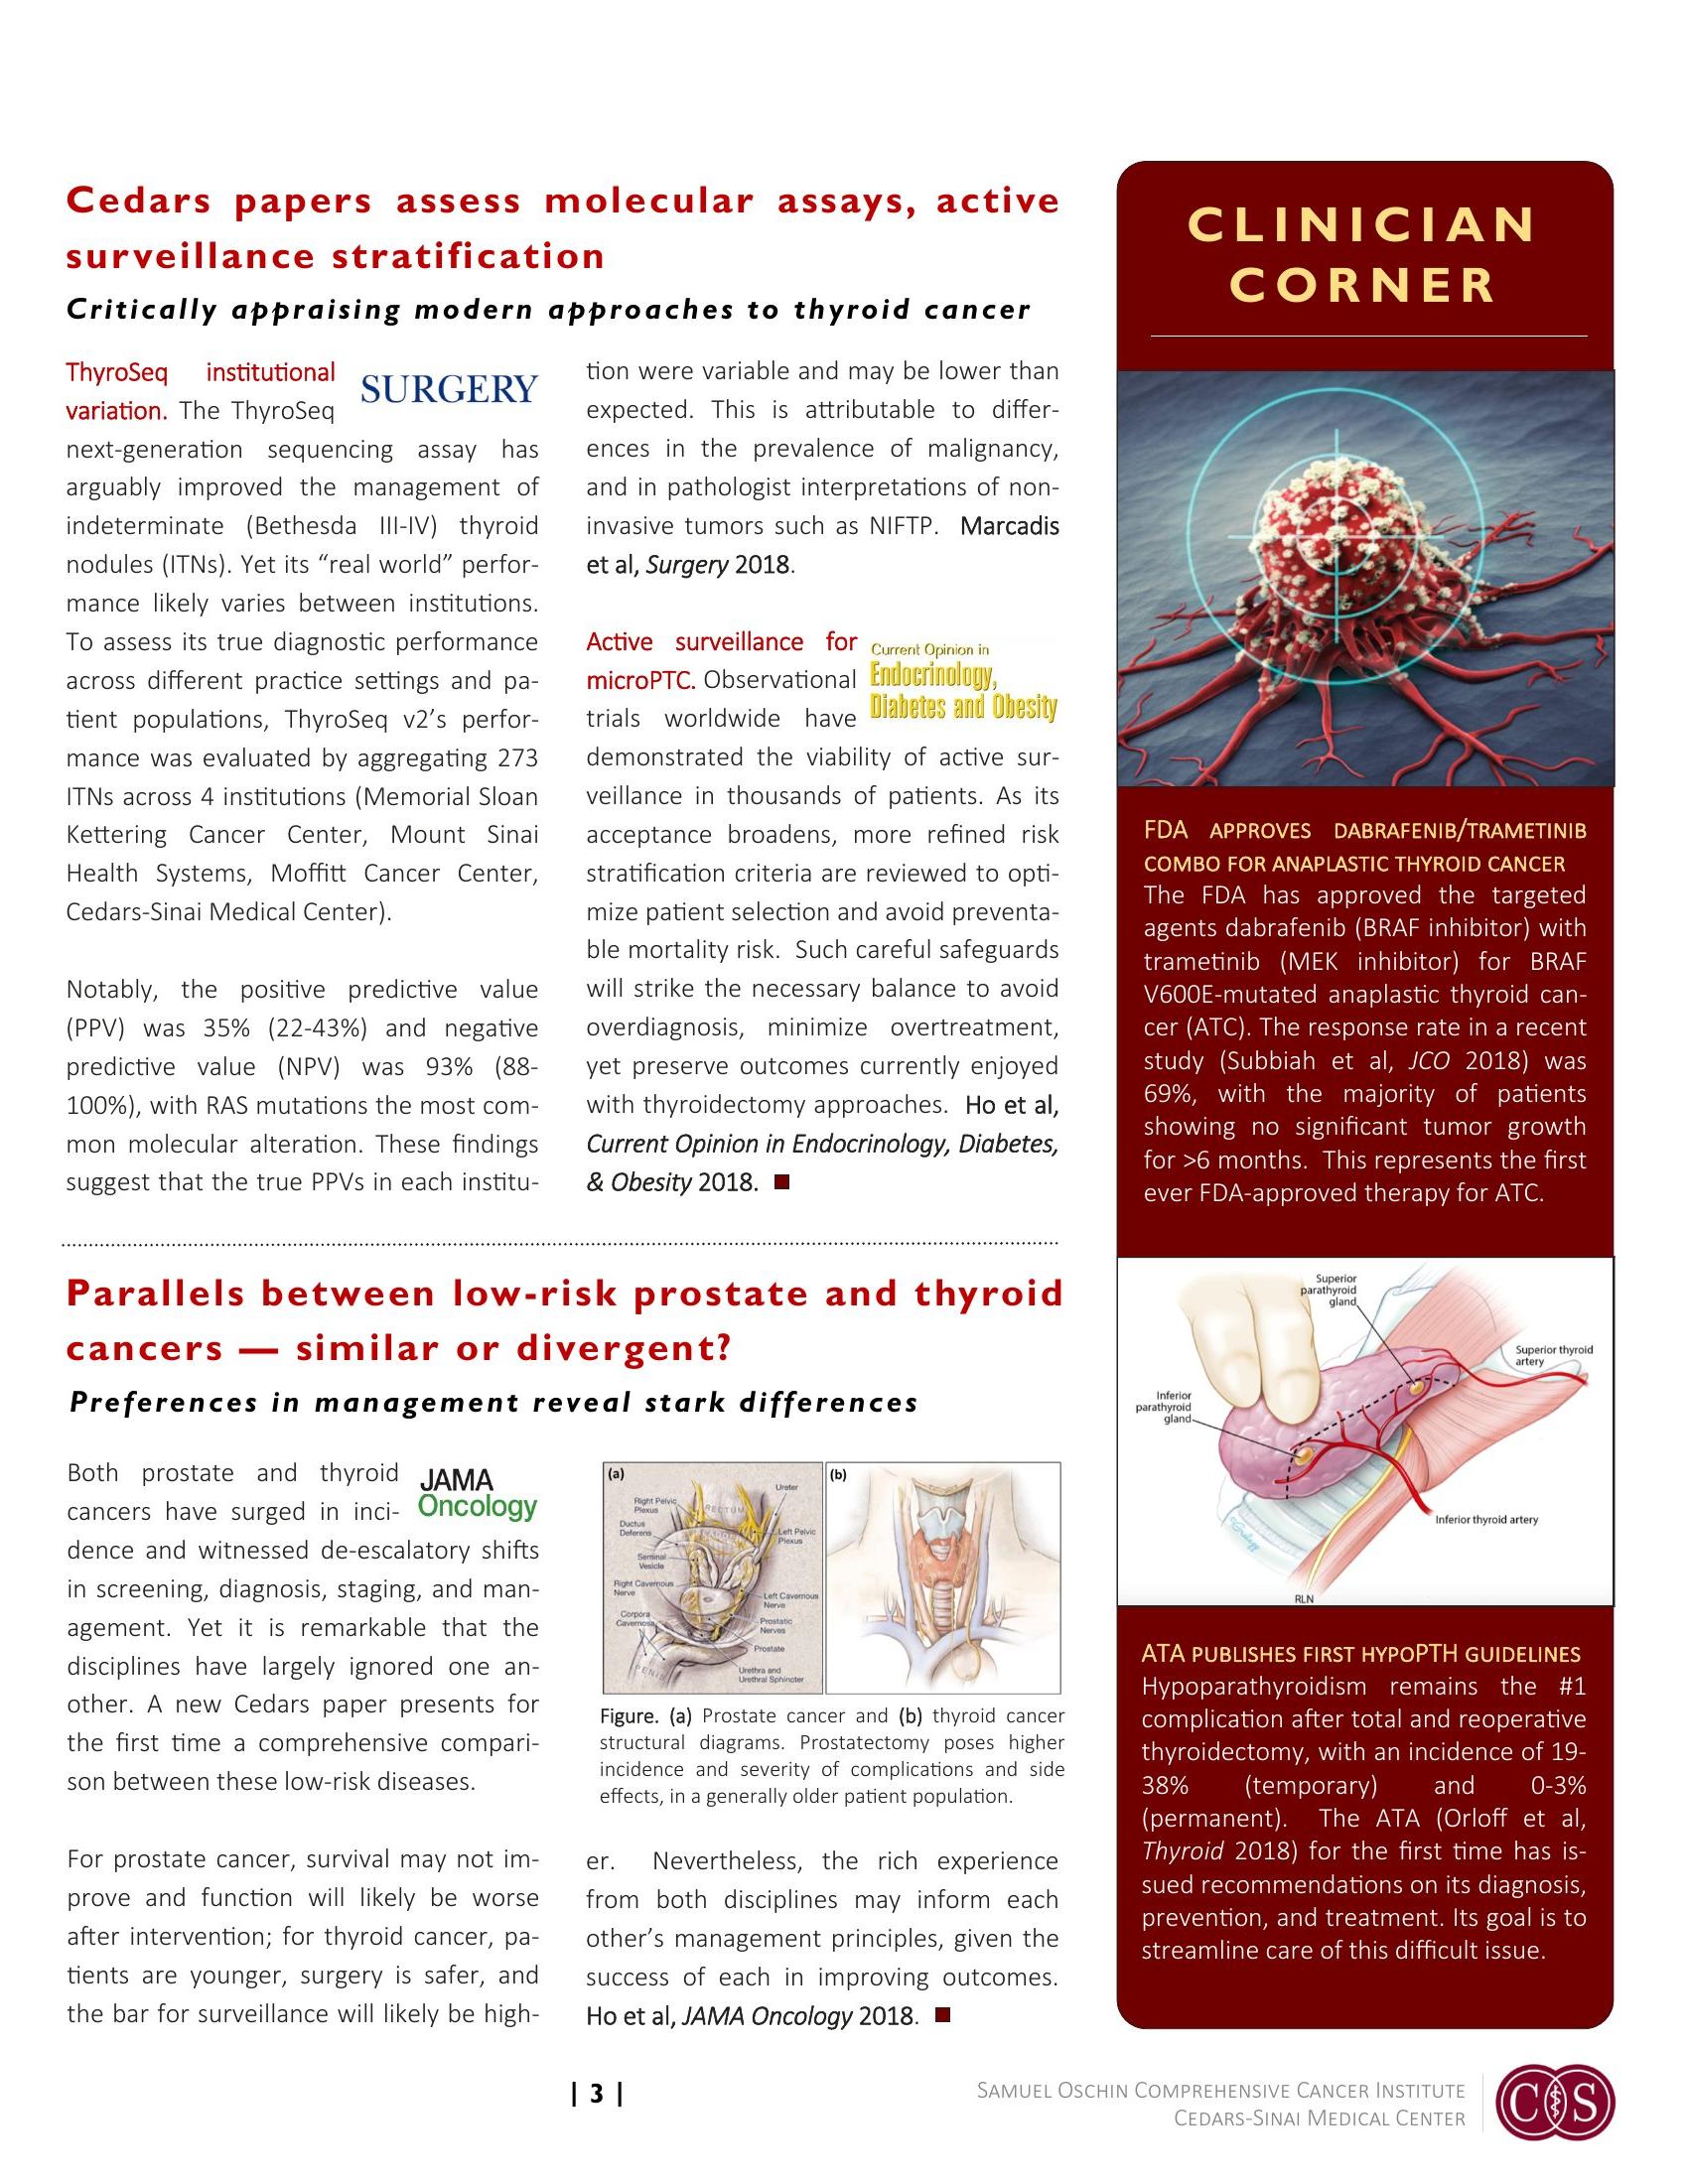 Cedars papers assess molecular assays, active
surveillance stratification
Critically appraising modern approaches to thyroid cancer
ThyroSeq institutional
variation. The ThyroSeq
SURGERY
next-generation sequencing assay has
arguably improved the management of
indeterminate (Bethesda III-IV) thyroid
nodules (ITNs). Yet its “real world” perfor-
mance likely varies between institutions.
To assess its true diagnostic performance
across different practice settings and pa-
tient populations, ThyroSeq v2’s perfor-
mance was evaluated by aggregating 273
ITNs across 4 institutions (Memorial Sloan
Kettering Cancer Center, Mount Sinai
Health Systems, Moffitt Cancer Center,
Cedars-Sinai Medical Center).
Notably, the positive predictive value
(PPV) was 35% (22-43%) and negative
predictive value (NPV) was 93% (88-
100%), with RAS mutations the most com-
mon molecular alteration. These findings
suggest that the true PPVs in each institu-
tion were variable and may be lower than
expected. This is attributable to differ-
ences in the prevalence of malignancy,
and in pathologist interpretations of non-
invasive tumors such as NIFTP. Marcadis
et al, Surgery 2018.
Active surveillance for
microPTC. Observational
trials worldwide have
Current Opinion in
Endocrinology,
Diabetes and Obesity
demonstrated the viability of active sur-
veillance in thousands of patients. As its
acceptance broadens, more refined risk
stratification criteria are reviewed to opti-
mize patient selection and avoid preventa-
ble mortality risk. Such careful safeguards
will strike the necessary balance to avoid
overdiagnosis, minimize overtreatment,
yet preserve outcomes currently enjoyed
with thyroidectomy approaches. Ho et al,
Current Opinion in Endocrinology, Diabetes,
& Obesity 2018. ■
Parallels between low-risk prostate and thyroid
cancers — similar or divergent?
Preferences in management reveal stark differences
Both prostate and thyroid
cancers have surged in inci-
JAMA
Oncology
dence and witnessed de-escalatory shifts
in screening, diagnosis, staging, and man-
agement. Yet it is remarkable that the
disciplines have largely ignored one an-
other. A new Cedars paper presents for
the first time a comprehensive compari-
son between these low-risk diseases.
For prostate cancer, survival may not im-
prove and function will likely be worse
after intervention; for thyroid cancer, pa-
tients are younger, surgery is safer, and
the bar for surveillance will likely be high-
(a)
Ureter
Right Pelvic
Plexus
RECTUM
Ductus
Deferens
Left Pelvic
Plexus
Seminal
Vesicle
Right Cavernous
Nerve
Left Cavernous
Nerve
Corpora
Cavernosa
Prostatic
Nerves
Prostate
PENIS
Urethra and
Urethral Sphincter
(b)
Figure. (a) Prostate cancer and (b) thyroid cancer
structural diagrams. Prostatectomy poses higher
incidence and severity of complications and side
effects, in a generally older patient population.
er. Nevertheless, the rich experience
from both disciplines may inform each
other’s management principles, given the
success of each in improving outcomes.
Ho et al, JAMA Oncology 2018. ■
CLINICIAN
CORNER
FDA APPROVES DABRAFENIB/TRAMETINIB
COMBO FOR ANAPLASTIC THYROID CANCER
The FDA has approved the targeted
agents dabrafenib (BRAF inhibitor) with
trametinib (MEK inhibitor) for BRAF
V600E-mutated anaplastic thyroid can-
cer (ATC). The response rate in a recent
study (Subbiah et al, JCO 2018) was
69%, with the majority of patients
showing no significant tumor growth
for >6 months. This represents the first
ever FDA-approved therapy for ATC.
Superior
parathyroid
gland
Superior thyroid
artery
Inferior
parathyroid
gland
Inferior thyroid artery
RLN
ATA PUBLISHES FIRST HYPOPTH GUIDELINES
Hypoparathyroidism remains the #1
complication after total and reoperative
thyroidectomy, with an incidence of 19-
38% (temporary) and 0-3%
(permanent). The ATA (Orloff et al,
Thyroid 2018) for the first time has is-
sued recommendations on its diagnosis,
prevention, and treatment. Its goal is to
streamline care of this difficult issue.
| 3 |
SAMUEL OSCHIN COMPREHENSIVE CANCER INSTITUTE
CEDARS-SINAI MEDICAL CENTER
CS